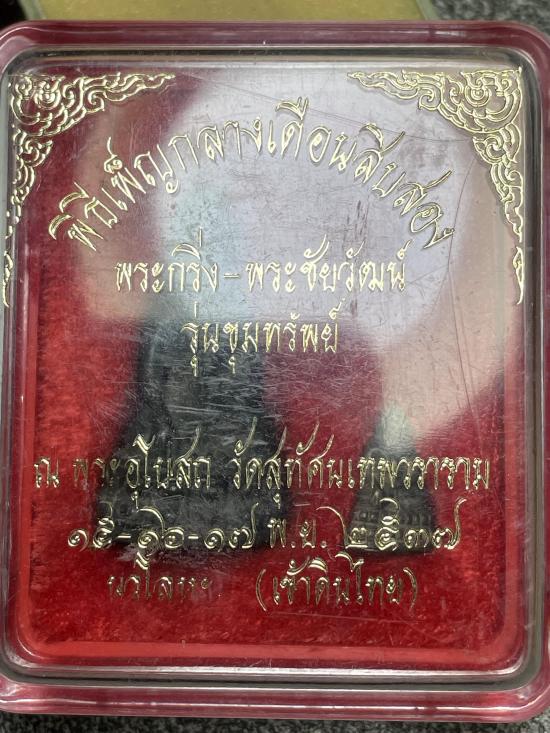 พิธีเพ็ญกลางเดือนสิบสอง
พระกริ่ง-พระชัยวัฒน์
รุ่นขุมทรัพย์
ณ พระอุโบสถ วัดสุทัศนเทพวราราม
๑๕-๑๖-๑๗ พ.ย. ๒๕๓๗
นวโลหะ (เข้าดินไทย)